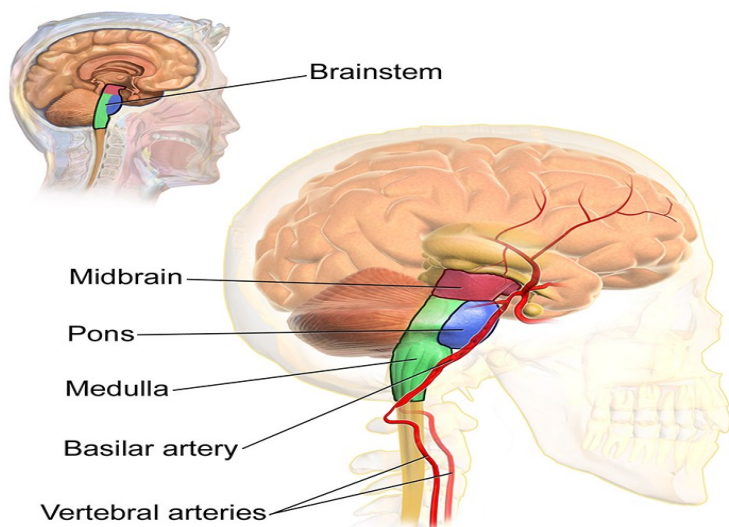 Brainstem
Midbrain
Pons
Medulla
Basilar artery
Vertebral arteries